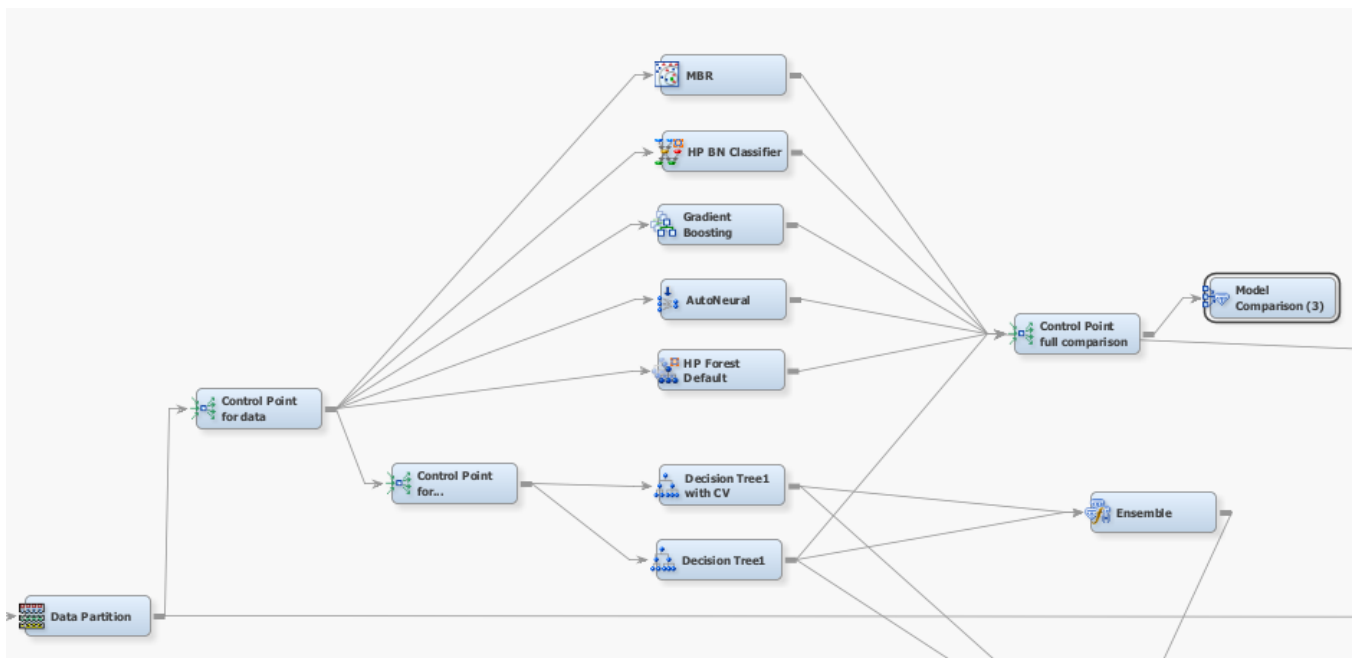 MBR
HP BN Classifier
Gradient
Boosting
AutoNeural
HP Forest
Default
Model
Comparison (3)
Control Point
full comparison
Control Point
for data
Control Point
for...
Decision Tree1
with CV
Ensemble
Decision Tree1
Data Partition